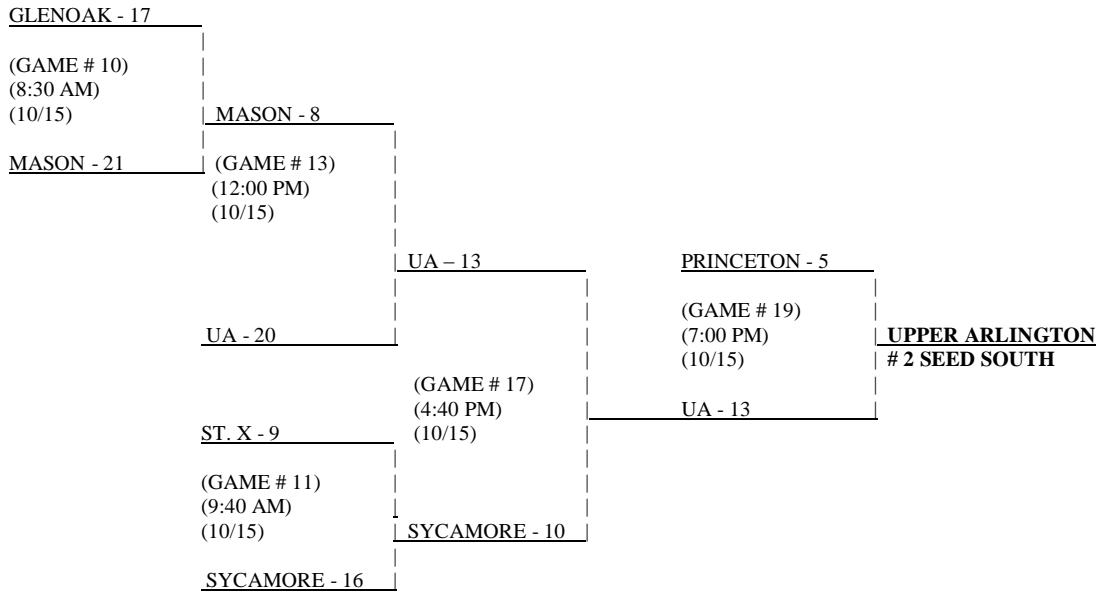 GLENOAK - 17
(GAME # 10)
(8:30 AM)
(10/15)
MASON - 8
MASON - 21
(GAME # 13)
(12:00 PM)
(10/15)
UA – 13
PRINCETON - 5
(GAME # 19)
(7:00 PM)
(10/15)
UA - 20
UPPER ARLINGTON
# 2 SEED SOUTH
(GAME # 17)
(4:40 PM)
(10/15)
UA - 13
ST. X - 9
(GAME # 11)
(9:40 AM)
(10/15)
SYCAMORE - 10
SYCAMORE - 16